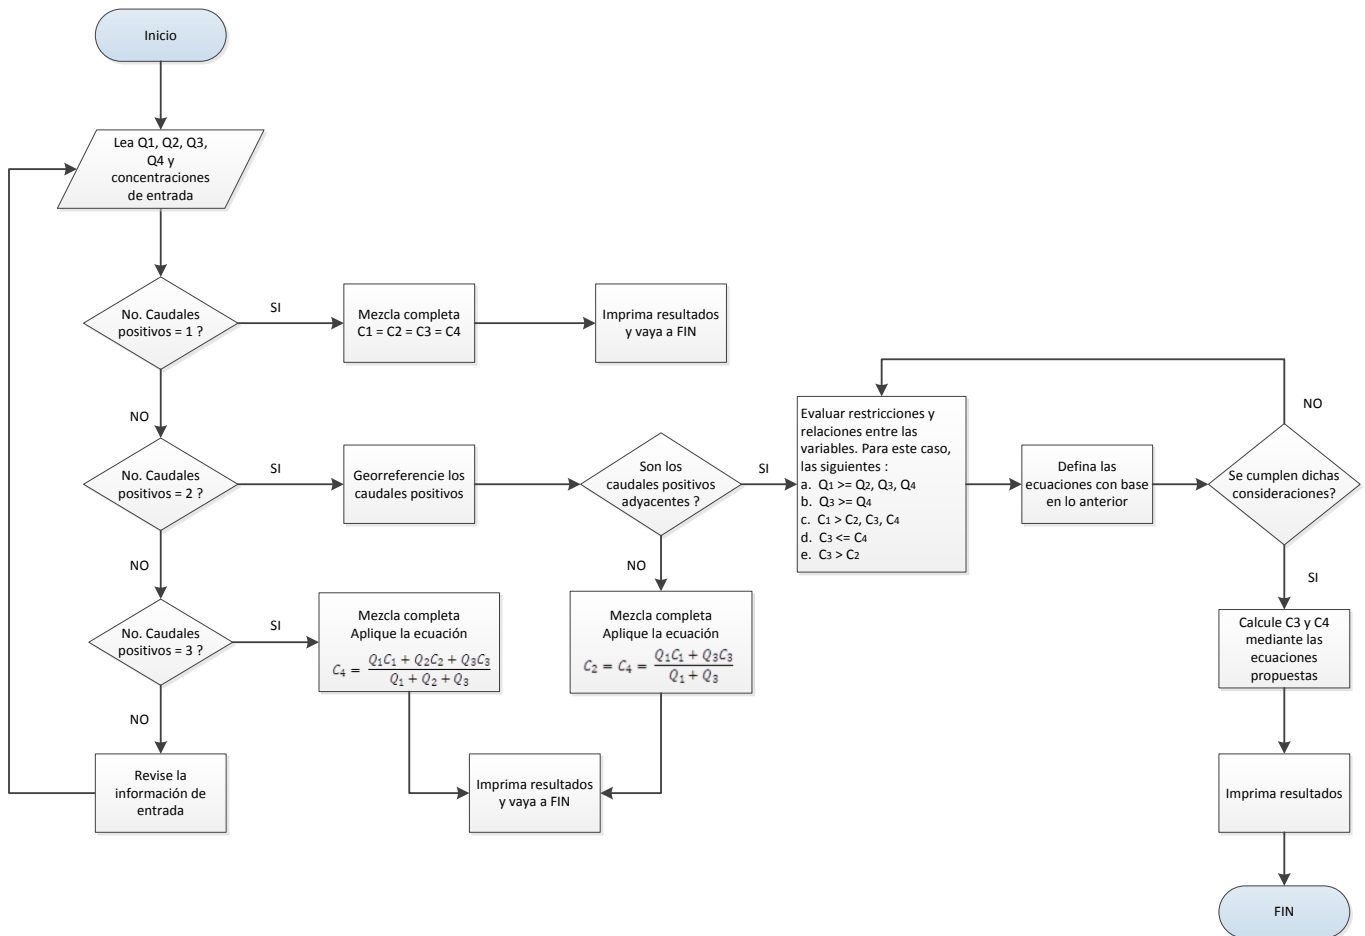 Inicio
Lea Q1, Q2, Q3,
Q4 y
concentraciones
de entrada
No. Caudales
positivos = 1 ?
SI
Mezcla completa
C1 = C2 = C3 = C4
Imprima resultados
y vaya a FIN
NO
No. Caudales
positivos = 2 ?
SI
Georreferencie los
caudales positivos
Son los
caudales positivos
adyacentes ?
SI
Evaluar restricciones y
relaciones entre las
variables. Para este caso,
las siguientes :
a. Q1 >= Q2, Q3, Q4
b. Q3 >= Q4
c. C1 > C2, C3, C4
d. C3 <= C4
e. C3 > C2
Defina las
ecuaciones con base
en lo anterior
Se cumplen dichas
consideraciones?
NO
NO
No. Caudales
positivos = 3 ?
SI
Mezcla completa
Aplique la ecuación
C4 = (Q1C1 + Q2C2 + Q3C3) / (Q1 + Q2 + Q3)
NO
Mezcla completa
Aplique la ecuación
C2 = C4 = (Q1C1 + Q3C3) / (Q1 + Q3)
SI
Calcule C3 y C4
mediante las
ecuaciones
propuestas
NO
Revise la
información de
entrada
Imprima resultados
y vaya a FIN
Imprima resultados
FIN